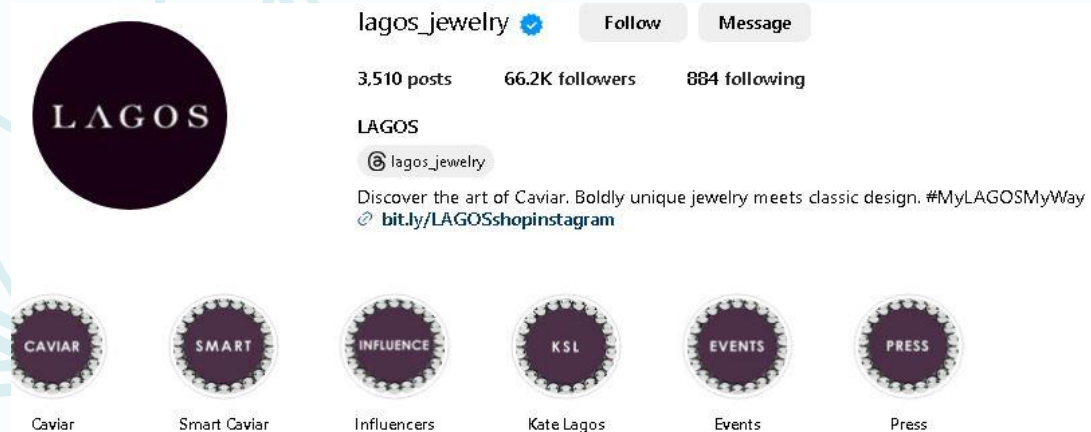 LAGOS
lagos_jewelry Follow Message
3,510 posts 66.2K followers 884 following
LAGOS
lagos_jewelry
Discover the art of Caviar. Boldly unique jewelry meets classic design. #MyLAGOSMyWay
bit.ly/LAGOSshopinstagram
CAVIAR SMART INFLUENCE KSL EVENTS PRESS
Caviar Smart Caviar Influencers Kate Lagos Events Press